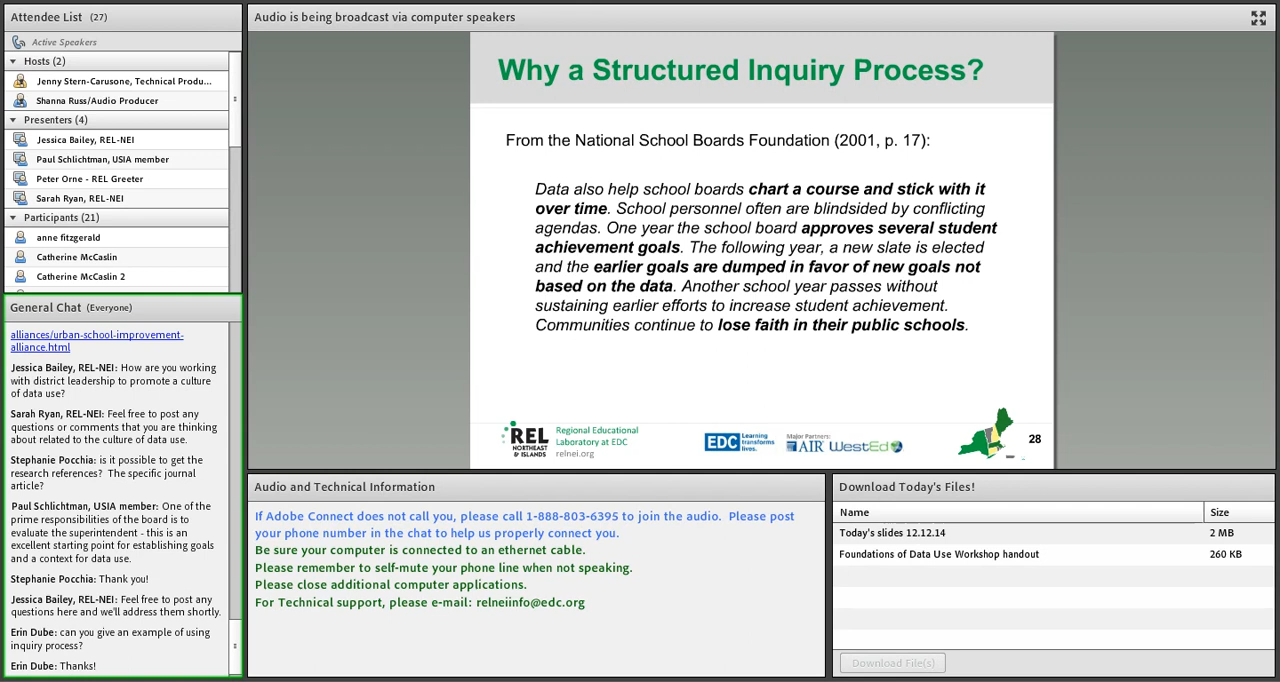 Attendee List (27)
Active Speakers
Hosts (2)
Jenny Stern-Carusone, Technical Produ...
Shanna Russ/Audio Producer
Presenters (4)
Jessica Bailey, REL-NEI
Paul Schlichtman, USIA member
Peter Orne - REL Greeter
Sarah Ryan, REL-NEI
Participants (21)
anne fitzgerald
Catherine McCaslin
Catherine McCaslin 2
General Chat (Everyone)
alliances/urban-school-improvement-
alliance.html
Jessica Bailey, REL-NEI: How are you working
with district leadership to promote a culture
of data use?
Sarah Ryan, REL-NEI: Feel free to post any
questions or comments that you are thinking
about related to the culture of data use.
Stephanie Pocchia: is it possible to get the
research references? The specific journal
article?
Paul Schlichtman, USIA member: One of the
prime responsibilities of the board is to
evaluate the superintendent - this is an
excellent starting point for establishing goals
and a context for data use.
Stephanie Pocchia: Thank you!
Jessica Bailey, REL-NEI: Feel free to post any
questions here and we'll address them shortly.
Erin Dube: can you give an example of using
inquiry process?
Erin Dube: Thanks!
Audio is being broadcast via computer speakers
Why a Structured Inquiry Process?
From the National School Boards Foundation (2001, p. 17):
Data also help school boards chart a course and stick with it
over time. School personnel often are blindsided by conflicting
agendas. One year the school board approves several student
achievement goals. The following year, a new slate is elected
and the earlier goals are dumped in favor of new goals not
based on the data. Another school year passes without
sustaining earlier efforts to increase student achievement.
Communities continue to lose faith in their public schools.
REL
NORTHEAST
& ISLANDS
Regional Educational
Laboratory at EDC
relnei.org
EDC Learning
transforms
lives.
Major Partners:
AIR WestEd
28
Audio and Technical Information
If Adobe Connect does not call you, please call 1-888-803-6395 to join the audio. Please post
your phone number in the chat to help us properly connect you.
Be sure your computer is connected to an ethernet cable.
Please remember to self-mute your phone line when not speaking.
Please close additional computer applications.
For Technical support, please e-mail: relneiinfo@edc.org
Download Today's Files!
Name Size
Today's slides 12.12.14 2 MB
Foundations of Data Use Workshop handout 260 KB
Download File(s)